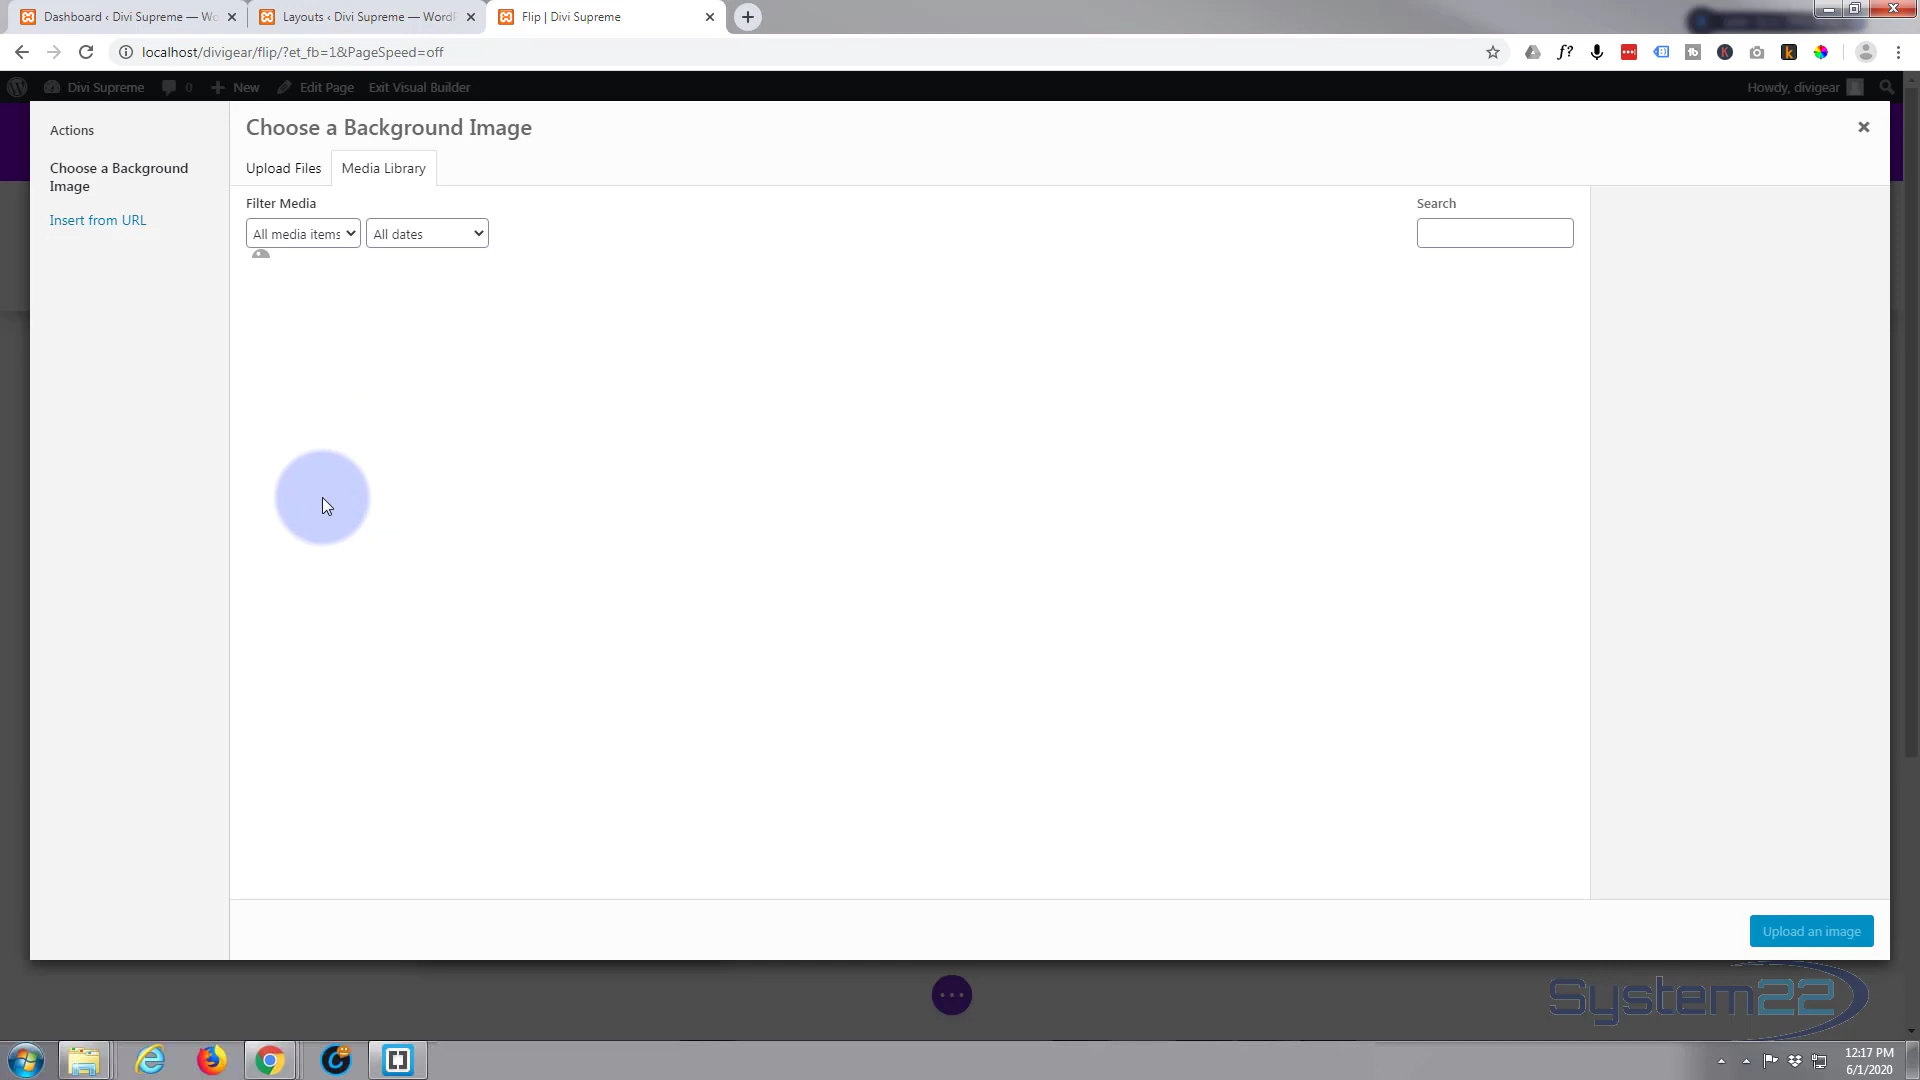 Dashboard ‹ Divi Supreme — Wo
Layouts ‹ Divi Supreme — WordP
Flip | Divi Supreme
localhost/divigear/flip/?et_fb=1&PageSpeed=off
Divi Supreme
0
New
Edit Page
Exit Visual Builder
Howdy, divigear
Actions
Choose a Background
Image
Insert from URL
Choose a Background Image
Upload Files
Media Library
Filter Media
Search
All media items
All dates
Upload an image
System22
12:17 PM
6/1/2020